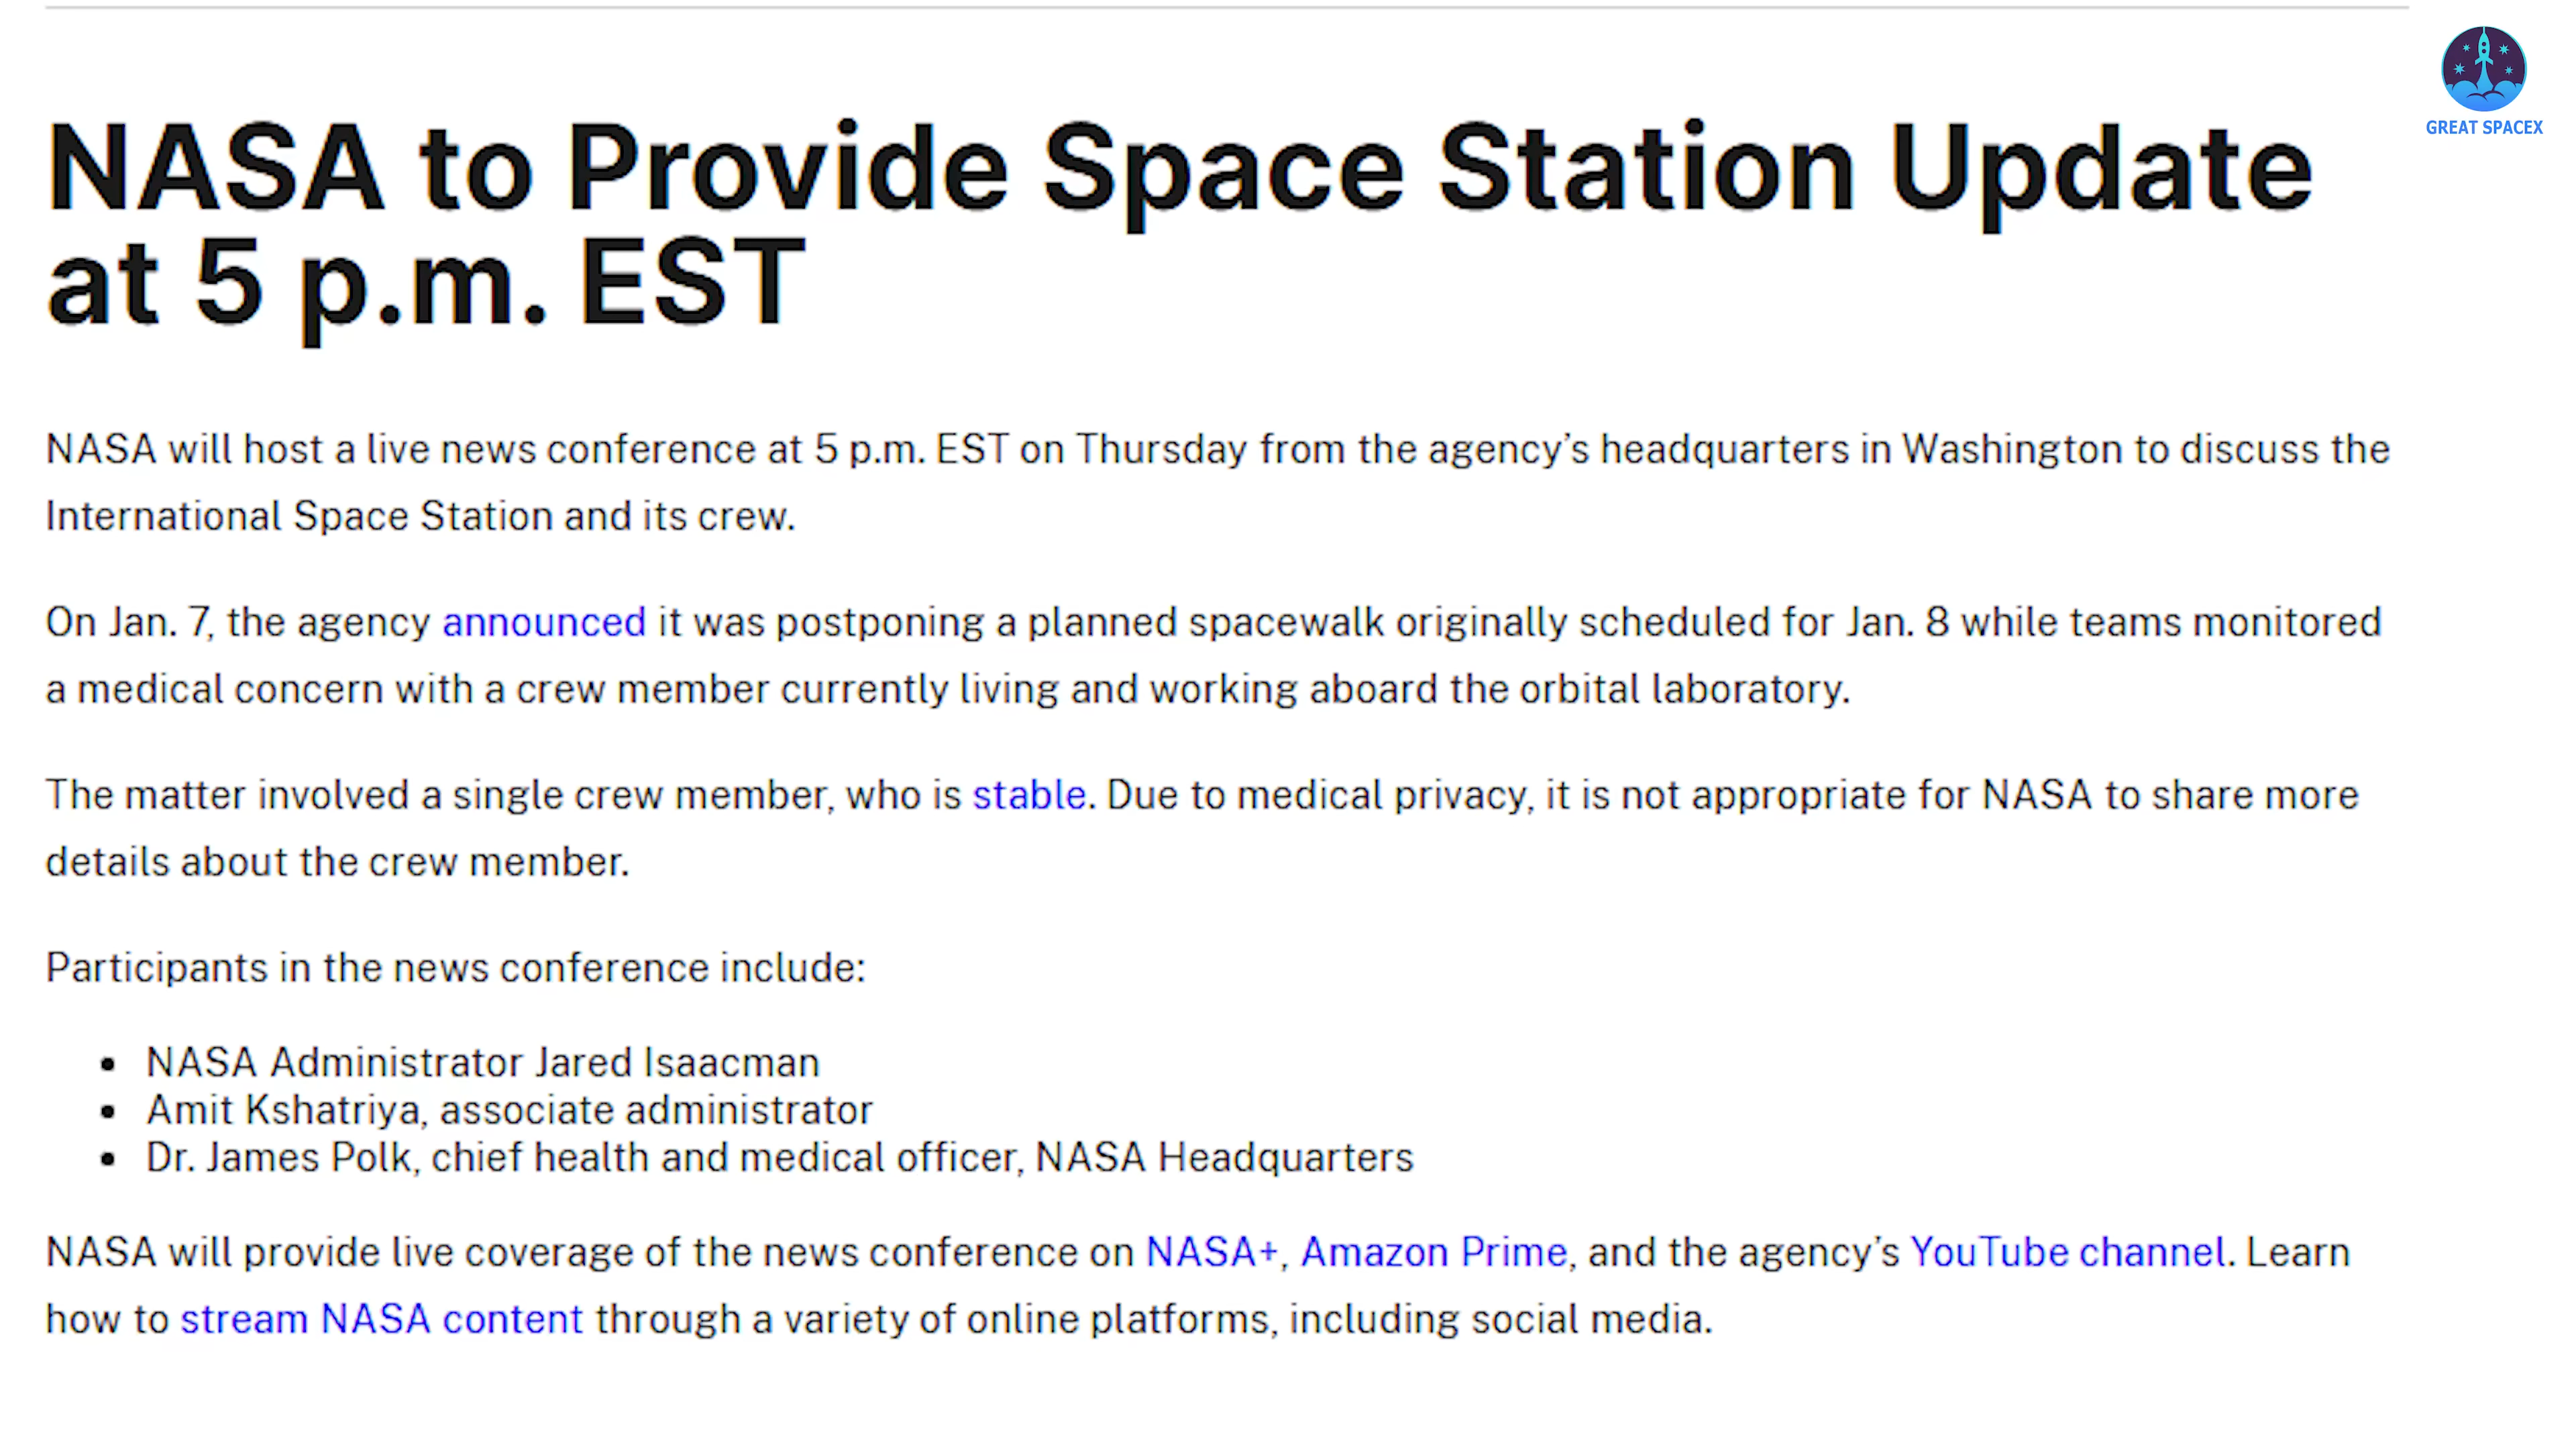 GREAT SPACEX
NASA to Provide Space Station Update
at 5 p.m. EST
NASA will host a live news conference at 5 p.m. EST on Thursday from the agency’s headquarters in Washington to discuss the
International Space Station and its crew.
On Jan. 7, the agency announced it was postponing a planned spacewalk originally scheduled for Jan. 8 while teams monitored
a medical concern with a crew member currently living and working aboard the orbital laboratory.
The matter involved a single crew member, who is stable. Due to medical privacy, it is not appropriate for NASA to share more
details about the crew member.
Participants in the news conference include:
• NASA Administrator Jared Isaacman
• Amit Kshatriya, associate administrator
• Dr. James Polk, chief health and medical officer, NASA Headquarters
NASA will provide live coverage of the news conference on NASA+, Amazon Prime, and the agency’s YouTube channel. Learn
how to stream NASA content through a variety of online platforms, including social media.